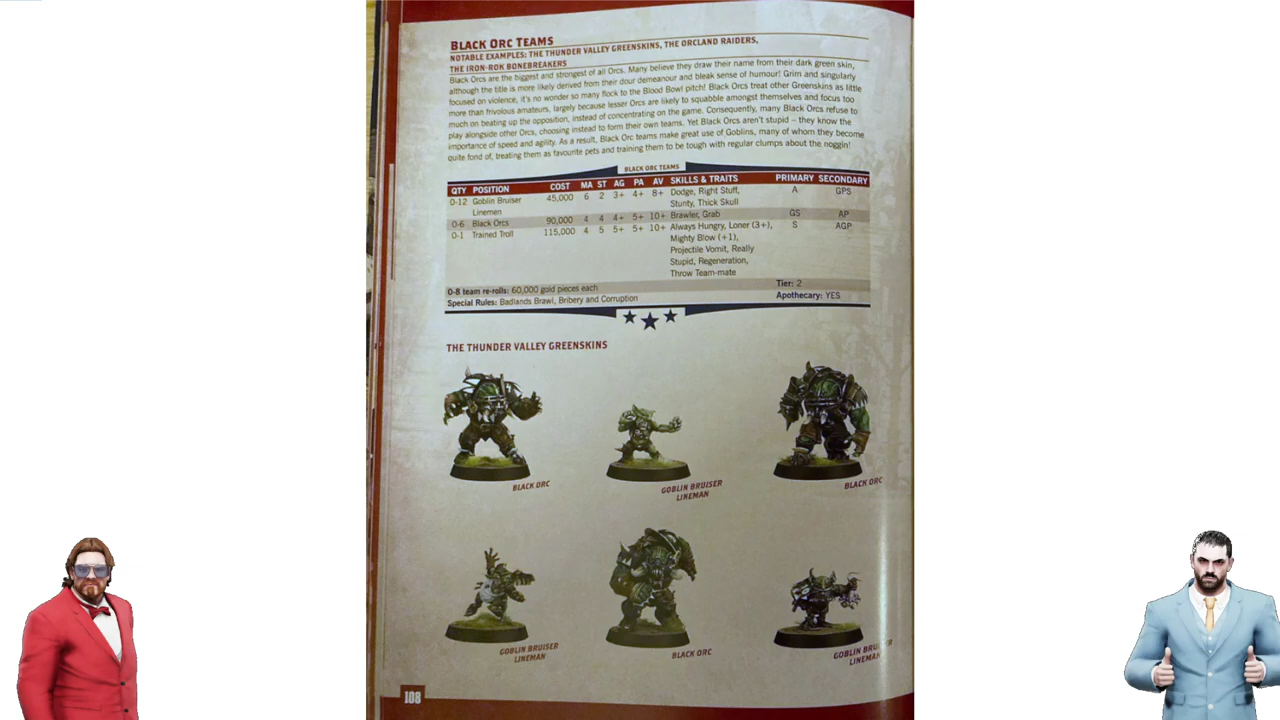 BLACK ORC TEAMS
NOTABLE EXAMPLES: THE THUNDER VALLEY GREENSKINS, THE ORCLAND RAIDERS,
THE IRON-ROK BONEBREAKERS
Black Orcs are the biggest and strongest of all Orcs. Many believe they draw their name from their dark green skin,
although the title is more likely derived from their dour demeanour and bleak sense of humour! Grim and singularly
focused on violence, it's no wonder so many flock to the Blood Bowl pitch! Black Orcs treat other Greenskins as little
more than frivolous amateurs, largely because lesser Orcs are likely to squabble amongst themselves and focus too
much on beating up the opposition, instead of concentrating on the game. Consequently, many Black Orcs refuse to
play alongside other Orcs, choosing instead to form their own teams. Yet Black Orcs aren't stupid – they know the
importance of speed and agility. As a result, Black Orc teams make great use of Goblins, many of whom they become
quite fond of, treating them as favourite pets and training them to be tough with regular clumps about the noggin!
BLACK ORC TEAMS
QTY POSITION COST MA ST AG PA AV SKILLS & TRAITS PRIMARY SECONDARY
0-12 Goblin Bruiser 45,000 6 2 3+ 4+ 8+ Dodge, Right Stuff, A GPS
Linemen Stunty, Thick Skull
0-6 Black Orcs 90,000 4 4 4+ 5+ 10+ Brawler, Grab GS AP
0-1 Trained Troll 115,000 4 5 5+ 5+ 10+ Always Hungry, Loner (3+), S AGP
Mighty Blow (+1),
Projectile Vomit, Really
Stupid, Regeneration,
Throw Team-mate
0-8 team re-rolls: 60,000 gold pieces each Tier: 2
Special Rules: Badlands Brawl, Bribery and Corruption Apothecary: YES
THE THUNDER VALLEY GREENSKINS
BLACK ORC
GOBLIN BRUISER
LINEMAN
BLACK ORC
GOBLIN BRUISER
LINEMAN
BLACK ORC
GOBLIN BRUISER
LINEMAN
108